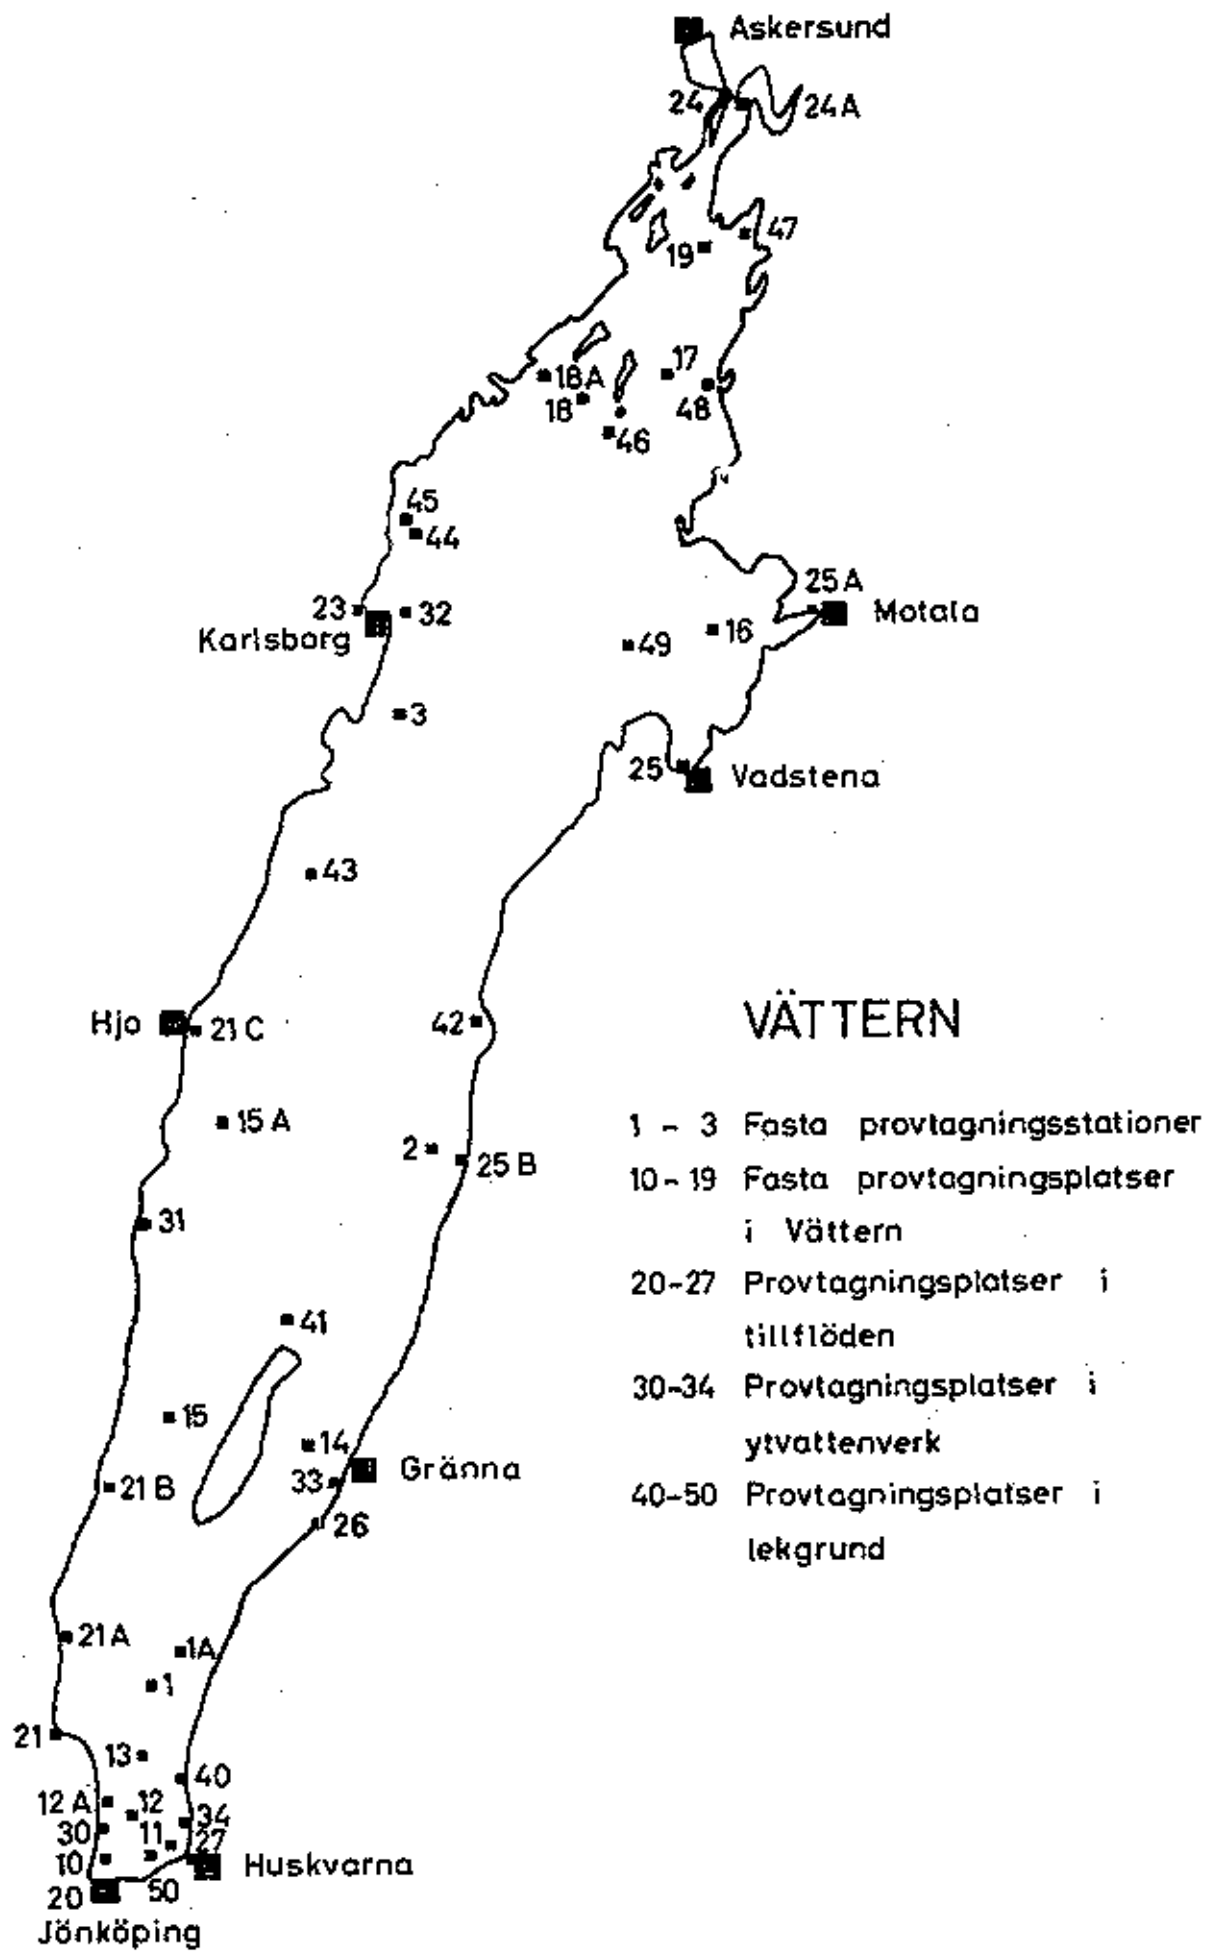 Askersund
24
24A
47
19
17
18A
18
48
46
45
44
25A
23
32
Motala
Karlsborg
16
49
3
25
Vadstena
43
Hjo
21C
42
15A
2
25B
31
41
15
14
Gränna
21B
33
26
21A
1A
1
21
13
40
12A
12
34
30
11
27
10
50
Huskvarna
20
Jönköping
VÄTTERN
1 - 3 Fasta provtagningsstationer
10-19 Fasta provtagningsplatser
i Vättern
20-27 Provtagningsplatser i
tillflöden
30-34 Provtagningsplatser i
ytvattenverk
40-50 Provtagningsplatser i
lekgrund